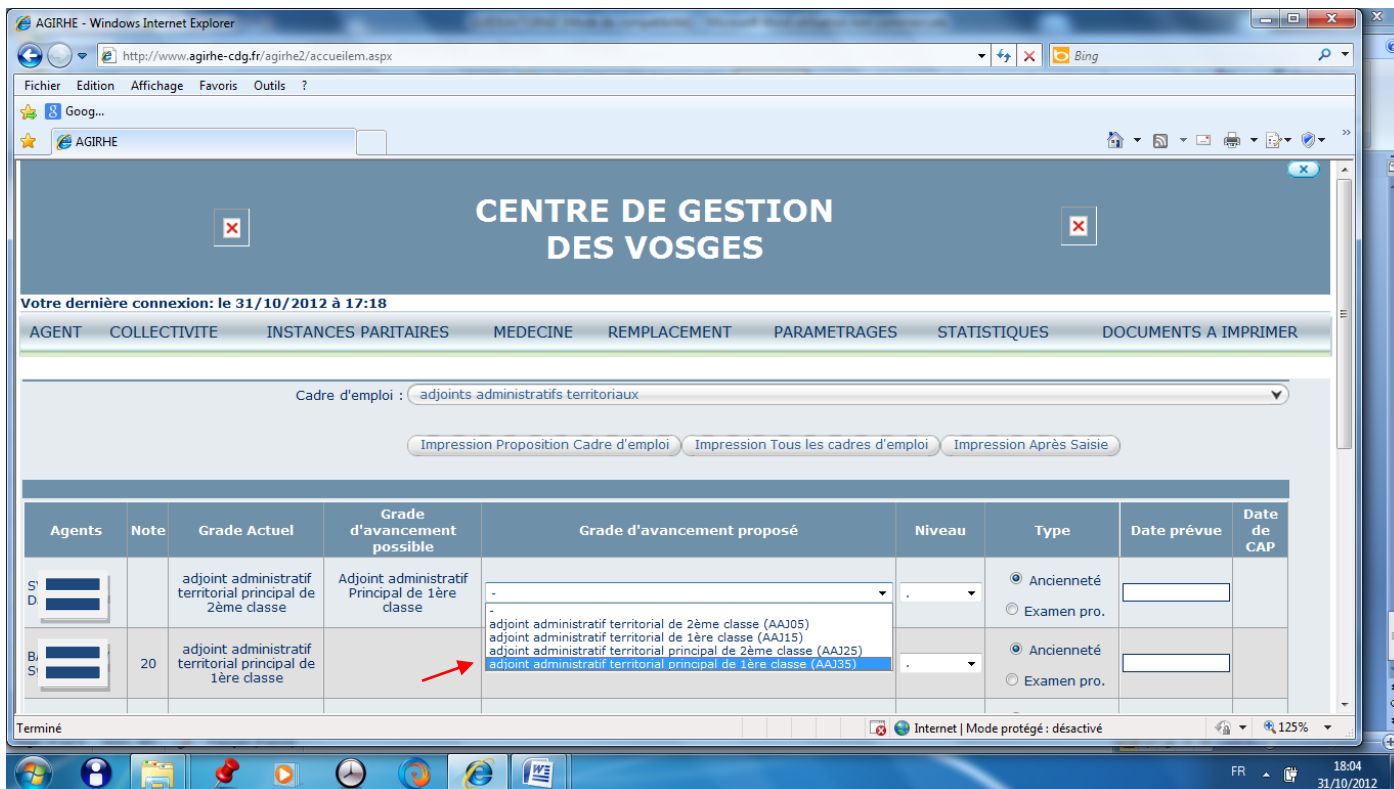 AGIRHE - Windows Internet Explorer
http://www.agirhe-cdg.fr/agirhe2/accueilem.aspx
Bing
Fichier Edition Affichage Favoris Outils ?
Goog...
AGIRHE
CENTRE DE GESTION
DES VOSGES
Votre dernière connexion: le 31/10/2012 à 17:18
AGENT COLLECTIVITE INSTANCES PARITAIRES MEDECINE REMPLACEMENT PARAMETRAGES STATISTIQUES DOCUMENTS A IMPRIMER
Cadre d'emploi : adjoints administratifs territoriaux
Impression Proposition Cadre d'emploi Impression Tous les cadres d'emploi Impression Après Saisie
Agents
Note
Grade Actuel
Grade
d'avancement
possible
Grade d'avancement proposé
Niveau
Type
Date prévue
Date
de
CAP
adjoint administratif
territorial principal de
2ème classe
Adjoint administratif
Principal de 1ère
classe
-
.
Ancienneté
Examen pro.
-
adjoint administratif territorial de 2ème classe (AAJ05)
adjoint administratif territorial de 1ère classe (AAJ15)
adjoint administratif territorial principal de 2ème classe (AAJ25)
adjoint administratif territorial principal de 1ère classe (AAJ35)
20
adjoint administratif
territorial principal de
1ère classe
.
Ancienneté
Examen pro.
Terminé
Internet | Mode protégé : désactivé
125%
FR
18:04
31/10/2012